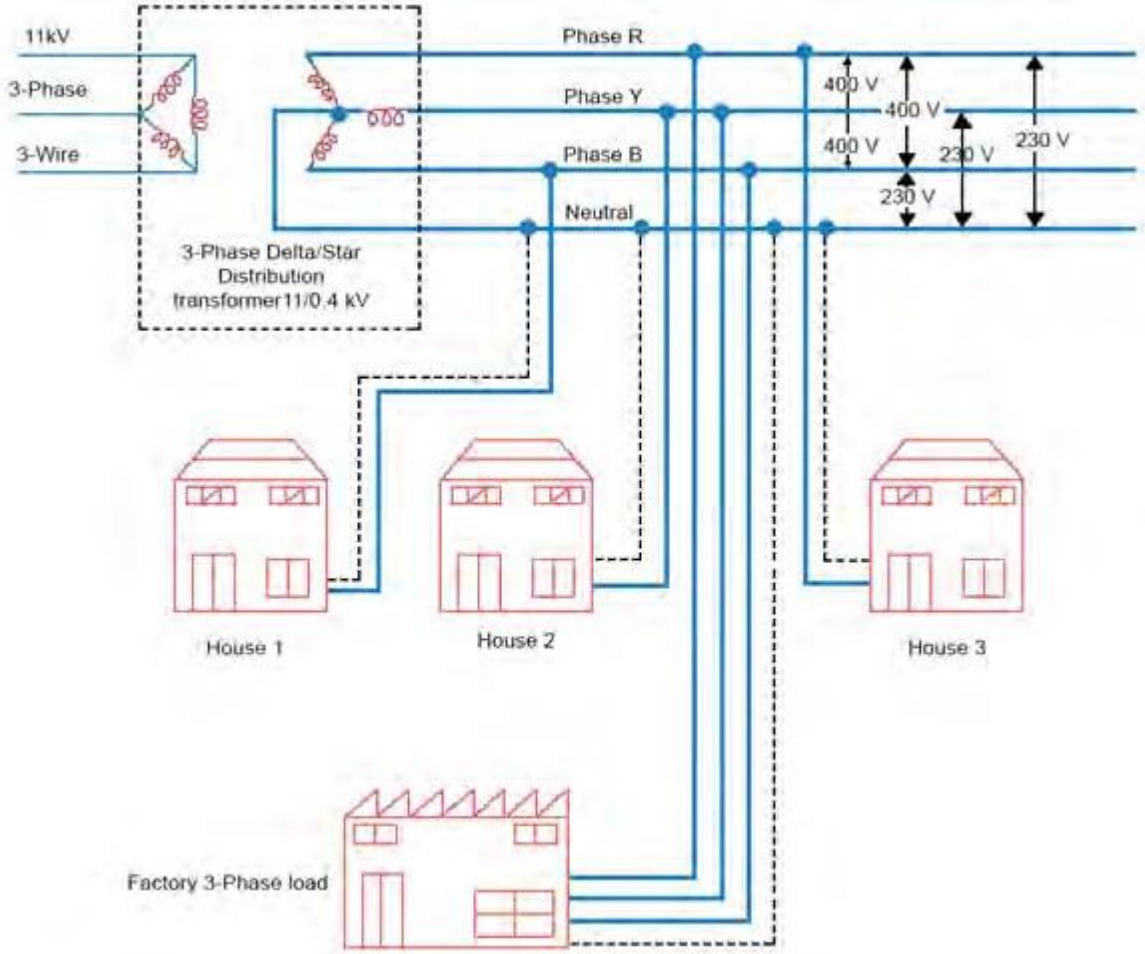 11kV
3-Phase
3-Wire
3-Phase Delta/Star
Distribution
transformer11/0.4 kV
Phase R
Phase Y
Phase B
Neutral
400 V
400 V
400 V
230 V
230 V
230 V
House 1
House 2
House 3
Factory 3-Phase load